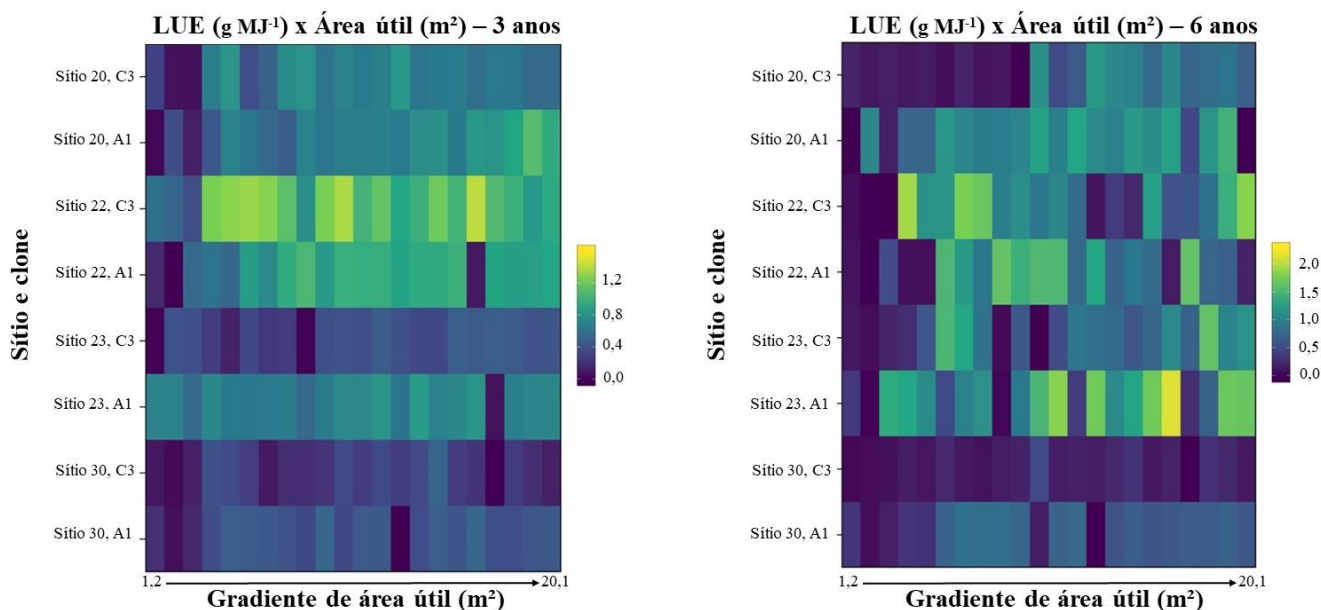 LUE (g MJ-1) x Área útil (m²) – 3 anos
Sítio e clone
Sítio 20, C3
Sítio 20, A1
Sítio 22, C3
Sítio 22, A1
Sítio 23, C3
Sítio 23, A1
Sítio 30, C3
Sítio 30, A1
1,2
20,1
Gradiente de área útil (m²)
1,2
0,8
0,4
0,0
LUE (g MJ-1) x Área útil (m²) – 6 anos
Sítio e clone
Sítio 20, C3
Sítio 20, A1
Sítio 22, C3
Sítio 22, A1
Sítio 23, C3
Sítio 23, A1
Sítio 30, C3
Sítio 30, A1
1,2
20,1
Gradiente de área útil (m²)
2,0
1,5
1,0
0,5
0,0